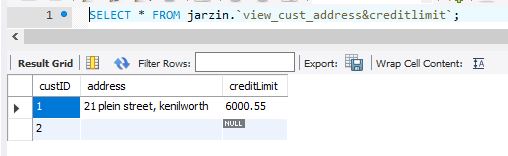 1 SELECT * FROM jarzin.`view_cust_address&creditlimit`;
Result Grid Filter Rows: Export: Wrap Cell Content: IA
custID address creditLimit
1 21 plein street, kenilworth 6000.55
2 NULL